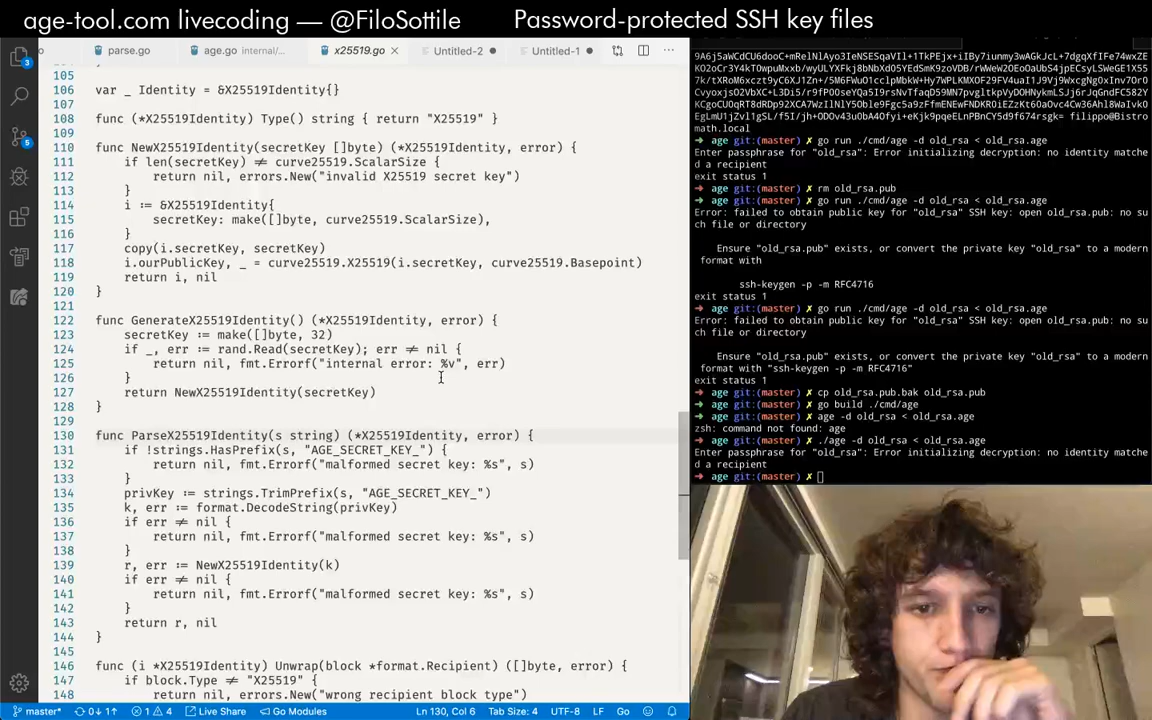 age-tool.com livecoding — @FiloSottile
Password-protected SSH key files
parse.go
age.go internal/...
x25519.go
Untitled-2
Untitled-1
105
106 var _ Identity = &X25519Identity{}
107
108 func (*X25519Identity) Type() string { return "X25519" }
109
110 func NewX25519Identity(secretKey []byte) (*X25519Identity, error) {
111 if len(secretKey) ≠ curve25519.ScalarSize {
112 return nil, errors.New("invalid X25519 secret key")
113 }
114 i := &X25519Identity{
115 secretKey: make([]byte, curve25519.ScalarSize),
116 }
117 copy(i.secretKey, secretKey)
118 i.ourPublicKey, _ = curve25519.X25519(i.secretKey, curve25519.Basepoint)
119 return i, nil
120 }
121
122 func GenerateX25519Identity() (*X25519Identity, error) {
123 secretKey := make([]byte, 32)
124 if _, err := rand.Read(secretKey); err ≠ nil {
125 return nil, fmt.Errorf("internal error: %v", err)
126 }
127 return NewX25519Identity(secretKey)
128 }
129
130 func ParseX25519Identity(s string) (*X25519Identity, error) {
131 if !strings.HasPrefix(s, "AGE_SECRET_KEY_") {
132 return nil, fmt.Errorf("malformed secret key: %s", s)
133 }
134 privKey := strings.TrimPrefix(s, "AGE_SECRET_KEY_")
135 k, err := format.DecodeString(privKey)
136 if err ≠ nil {
137 return nil, fmt.Errorf("malformed secret key: %s", s)
138 }
139 r, err := NewX25519Identity(k)
140 if err ≠ nil {
141 return nil, fmt.Errorf("malformed secret key: %s", s)
142 }
143 return r, nil
144 }
145
146 func (i *X25519Identity) Unwrap(block *format.Recipient) ([]byte, error) {
147 if block.Type ≠ "X25519" {
148 return nil, errors.New("wrong recipient block type")
filippo@Bistro
math.local
➜ age git:(master) ✗ go run ./cmd/age -d old_rsa < old_rsa.age
Enter passphrase for "old_rsa": Error initializing decryption: no identity matche
d a recipient
exit status 1
➜ age git:(master) ✗ rm old_rsa.pub
➜ age git:(master) ✗ go run ./cmd/age -d old_rsa < old_rsa.age
Error: failed to obtain public key for "old_rsa" SSH key: open old_rsa.pub: no su
ch file or directory
Ensure "old_rsa.pub" exists, or convert the private key "old_rsa" to a modern
format with
ssh-keygen -p -m RFC4716
exit status 1
➜ age git:(master) ✗ go run ./cmd/age -d old_rsa < old_rsa.age
Error: failed to obtain public key for "old_rsa" SSH key: open old_rsa.pub: no su
ch file or directory
Ensure "old_rsa.pub" exists, or convert the private key "old_rsa" to a modern
format with "ssh-keygen -p -m RFC4716"
exit status 1
➜ age git:(master) ✗ cp old_rsa.pub.bak old_rsa.pub
➜ age git:(master) ✗ go build ./cmd/age
➜ age git:(master) ✗ age -d old_rsa < old_rsa.age
zsh: command not found: age
➜ age git:(master) ✗ ./age -d old_rsa < old_rsa.age
Enter passphrase for "old_rsa": Error initializing decryption: no identity matche
d a recipient
➜ age git:(master) ✗
3
5
master* 0↓ 1↑ 1 4 Live Share Go Modules
Ln 130, Col 6 Tab Size: 4 UTF-8 LF Go